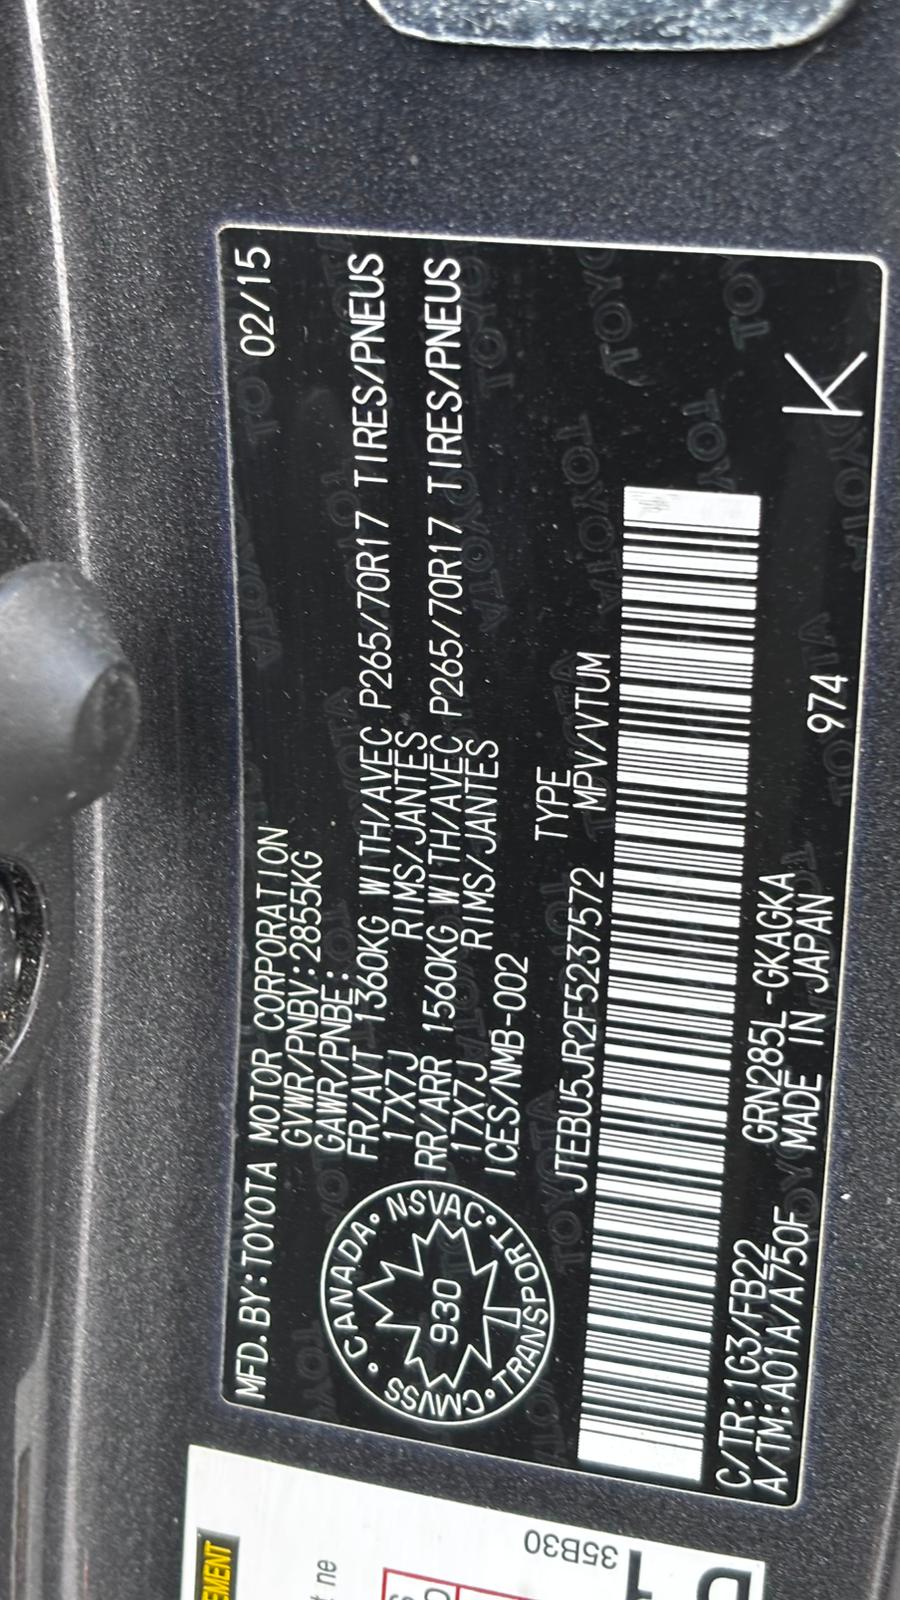 MFD. BY:TOYOTA MOTOR CORPORATION 02/15
GVWR/PNBV:2855KG
GAWR/PNBE:
FR/AVT 1360KG WITH/AVEC P265/70R17 TIRES/PNEUS
17X7J RIMS/JANTES
RR/ARR 1560KG WITH/AVEC P265/70R17 TIRES/PNEUS
17X7J RIMS/JANTES
ICES/NMB-002
CANADA • NSVAC • TRANSPORT • CMVSS •
930
TYPE
JTEBU5JR2F5237572 MPV/VTUM
C/TR:1G3/FB22 GRN285L-GKAGKA
A/TM:A01A/A750F MADE IN JAPAN 974 K
35B30
EMENT
ne